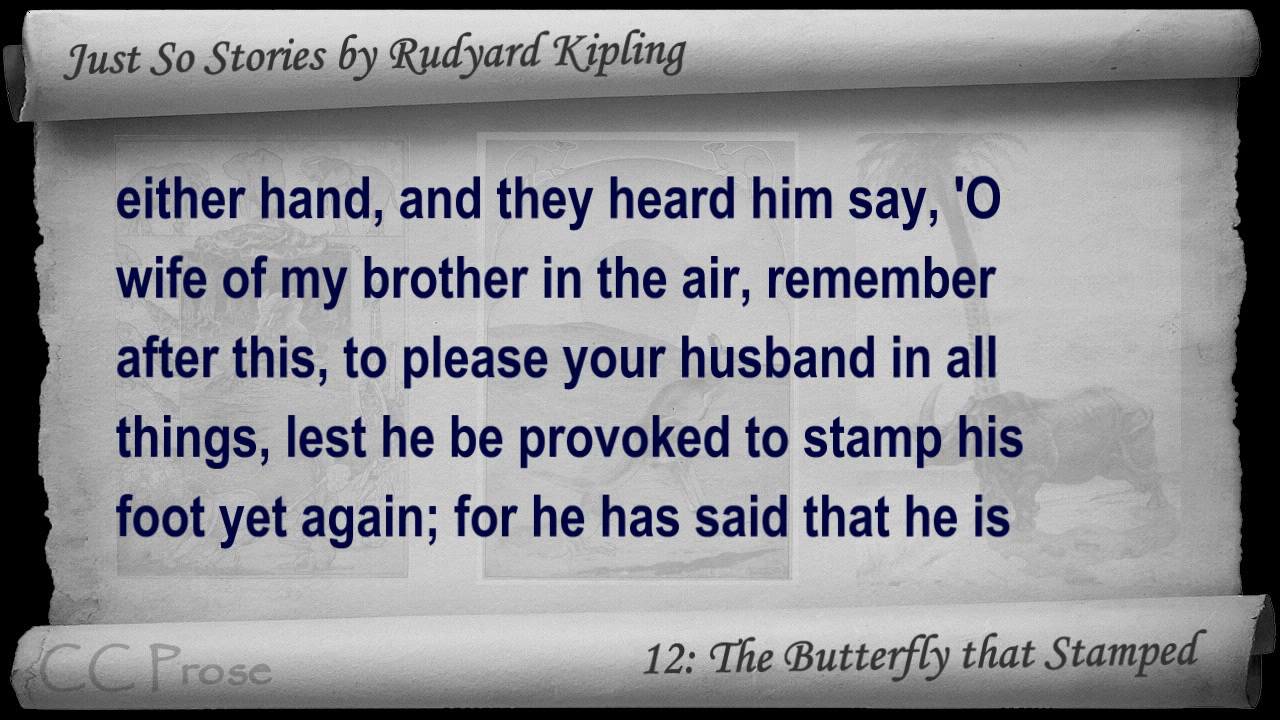 Just So Stories by Rudyard Kipling
either hand, and they heard him say, 'O
wife of my brother in the air, remember
after this, to please your husband in all
things, lest he be provoked to stamp his
foot yet again; for he has said that he is
CC Prose
12: The Butterfly that Stamped